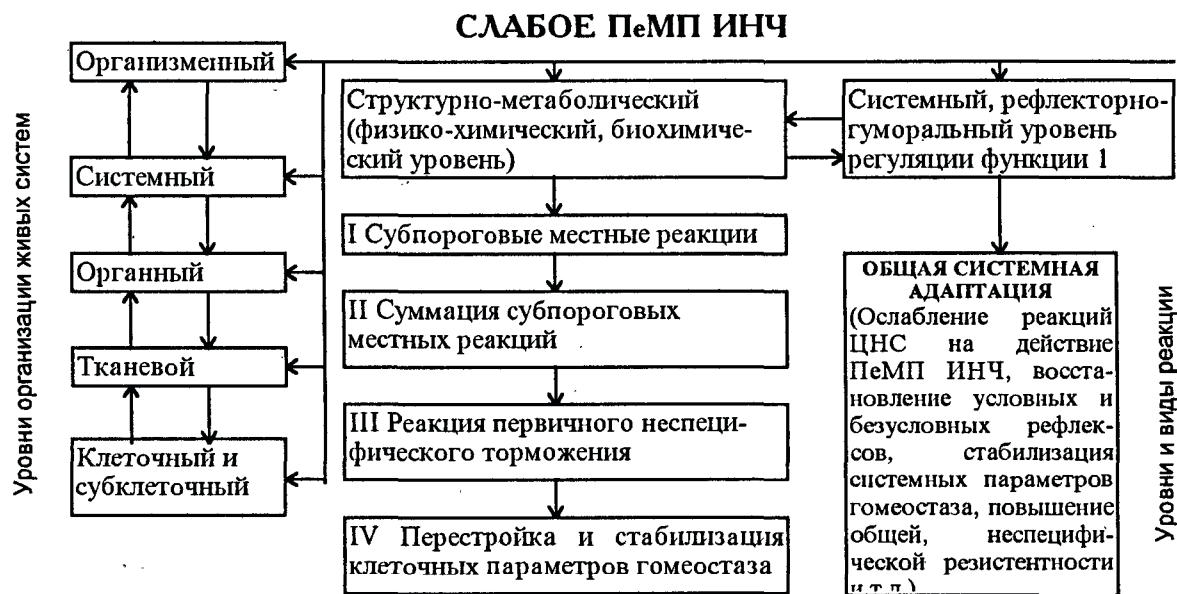 СЛАБОЕ ПеМП ИНЧ
Уровни организации живых систем
Организменный
Системный
Органный
Тканевой
Клеточный и
субклеточный
Структурно-метаболический
(физико-химический, биохимиче-
ский уровень)
I Субпороговые местные реакции
II Суммация субпороговых
местных реакций
III Реакция первичного неспеци-
фического торможения
IV Перестройка и стабилизация
клеточных параметров гомеостаза
Системный, рефлекторно-
гуморальный уровень
регуляции функции 1
ОБЩАЯ СИСТЕМНАЯ
АДАПТАЦИЯ
(Ослабление реакций
ЦНС на действие
ПеМП ИНЧ, восста-
новление условных и
безусловных рефлек-
сов, стабилизация
системных параметров
гомеостаза, повышение
общей, неспецифи-
ческой резистентности
и.т.д.)
Уровни и виды реакции